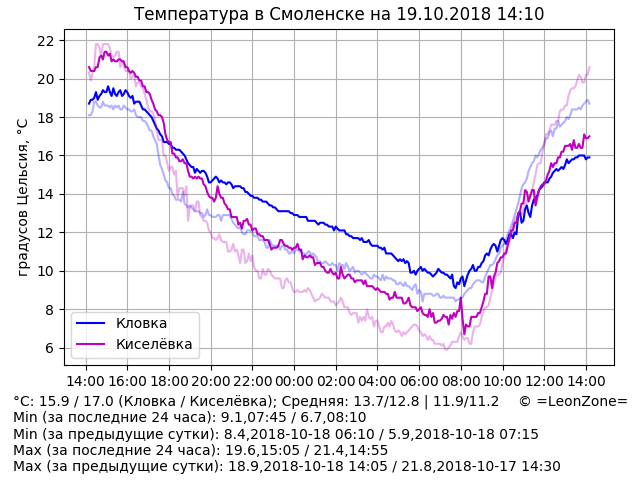 Температура в Смоленске на 19.10.2018 14:10
градусов Цельсия, °C
22
20
18
16
14
12
10
8
6
Кловка
Киселёвка
14:00 16:00 18:00 20:00 22:00 00:00 02:00 04:00 06:00 08:00 10:00 12:00 14:00
°C: 15.9 / 17.0 (Кловка / Киселёвка); Средняя: 13.7/12.8 | 11.9/11.2 © =LeonZone=
Min (за последние 24 часа): 9.1,07:45 / 6.7,08:10
Min (за предыдущие сутки): 8.4,2018-10-18 06:10 / 5.9,2018-10-18 07:15
Max (за последние 24 часа): 19.6,15:05 / 21.4,14:55
Max (за предыдущие сутки): 18.9,2018-10-18 14:05 / 21.8,2018-10-17 14:30